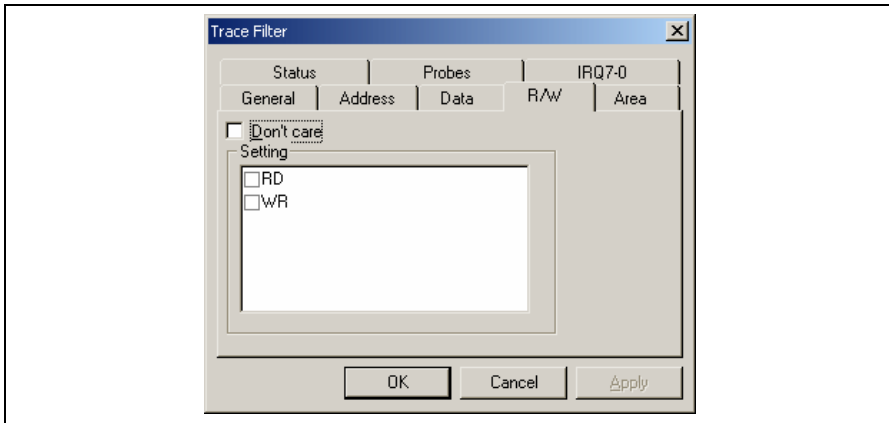 Trace Filter
Status Probes IRQ7-0
General Address Data R/W Area
Don't care
Setting
RD
WR
OK Cancel Apply